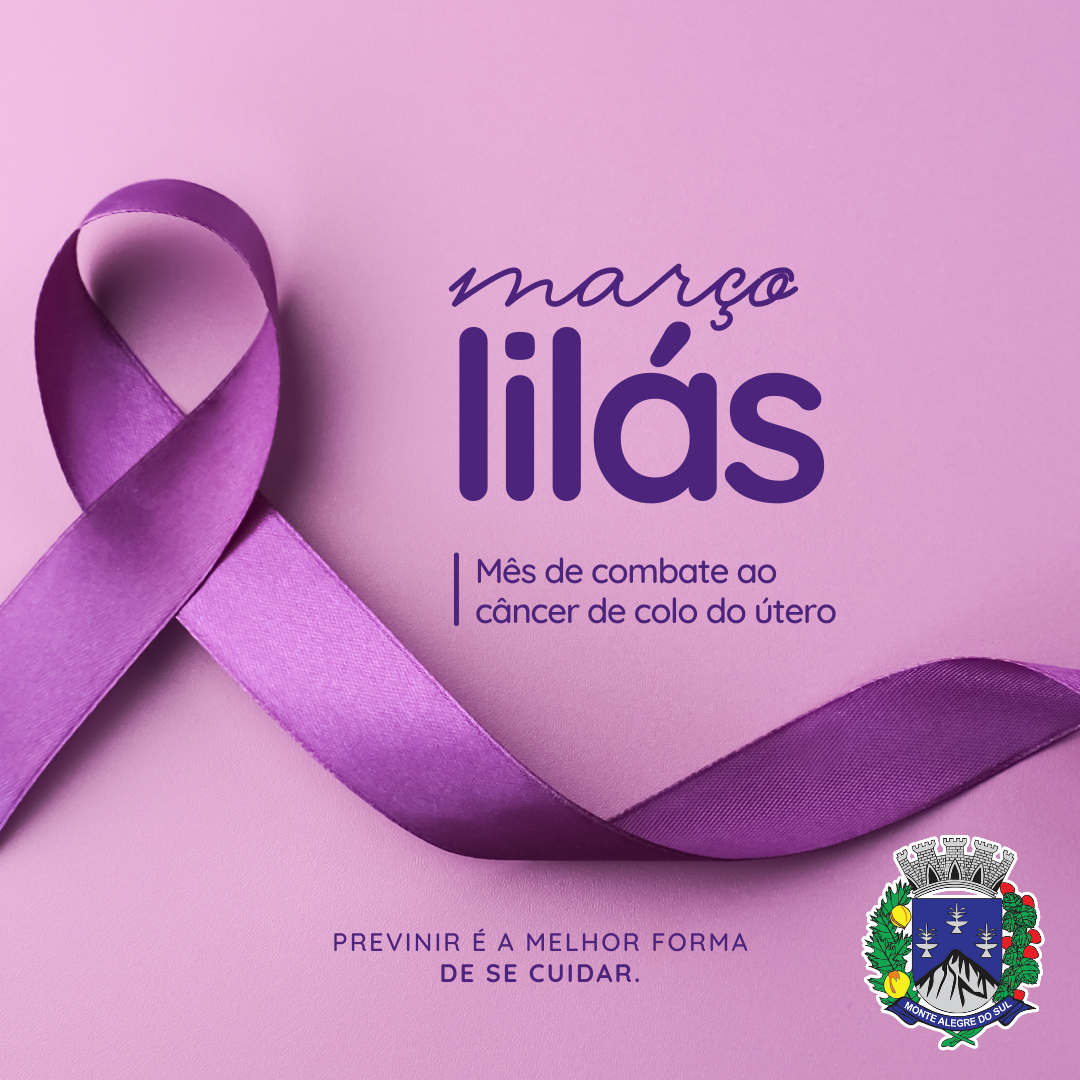 março
lilás
Mês de combate ao
câncer de colo do útero
PREVINIR É A MELHOR FORMA
DE SE CUIDAR.
MONTE ALEGRE DO SUL